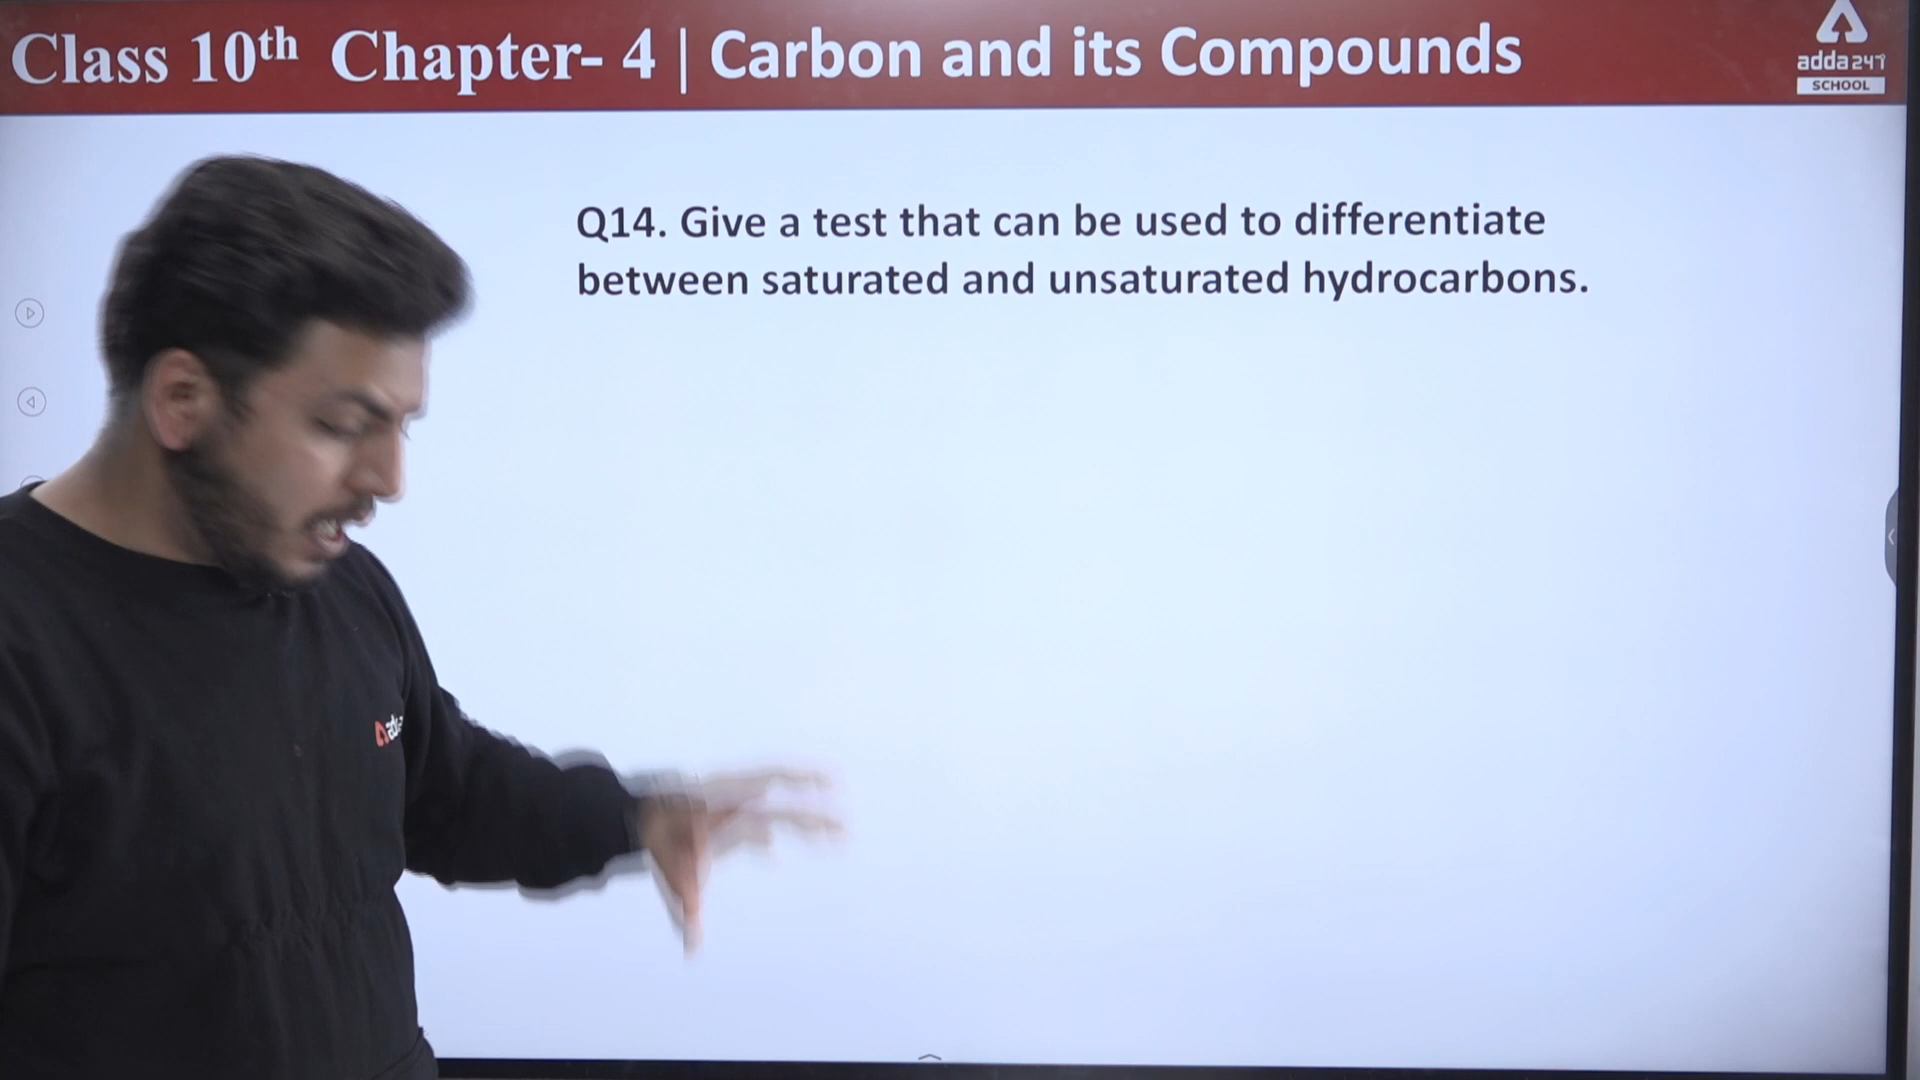 Class 10th Chapter- 4 | Carbon and its Compounds
adda247
SCHOOL
Q14. Give a test that can be used to differentiate
between saturated and unsaturated hydrocarbons.